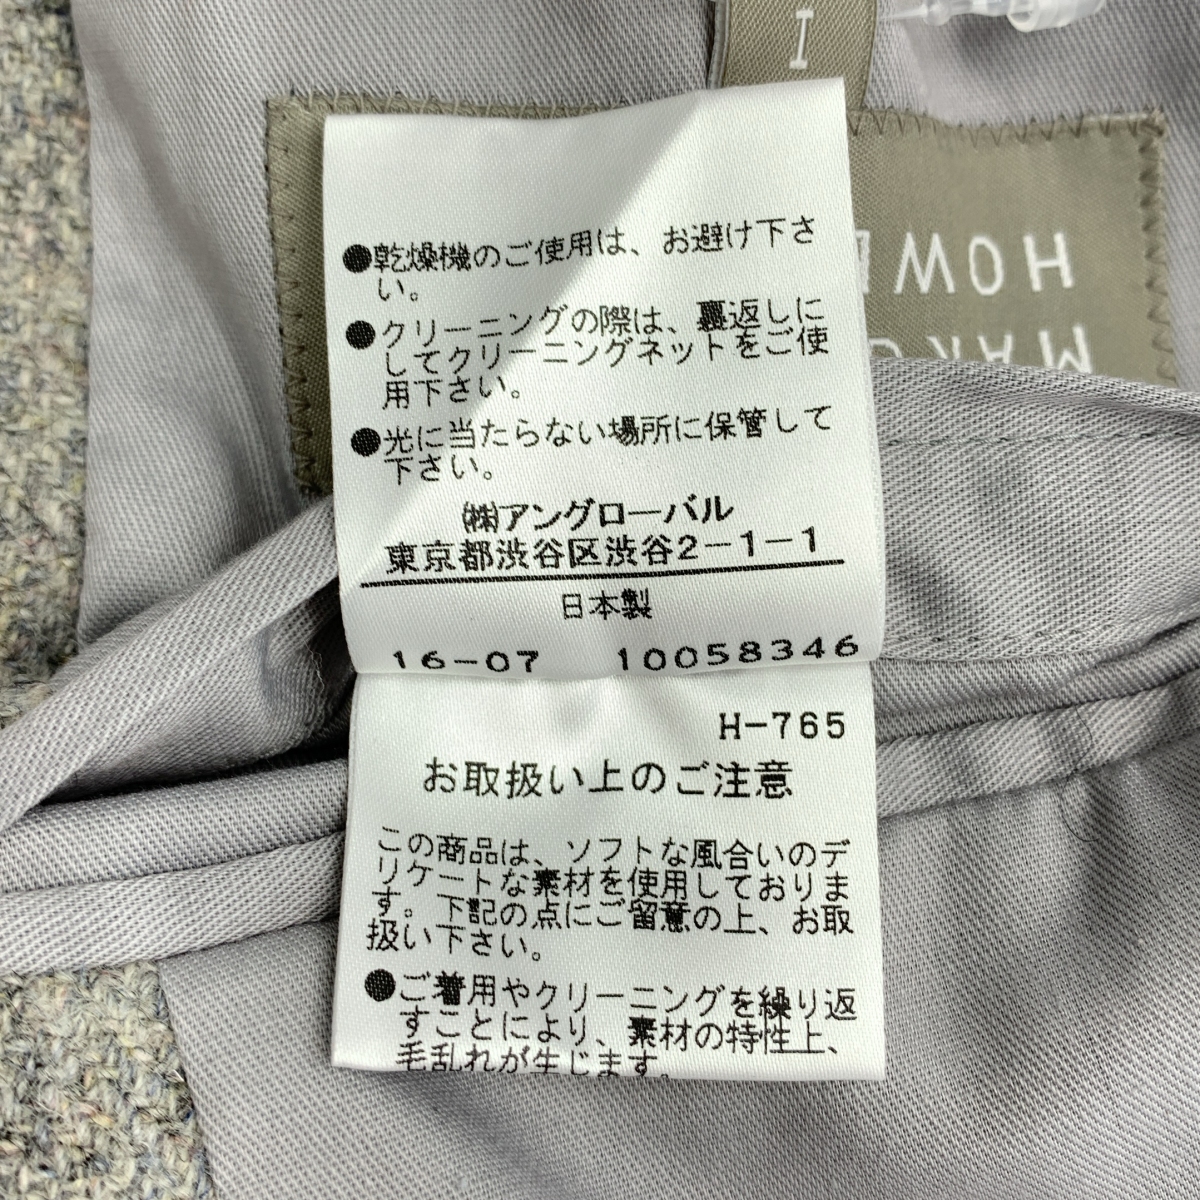 I
HOW
MARG
●乾燥機のご使用は、お避け下さ
い。
●クリーニングの際は、裏返しに
してクリーニングネットをご使
用下さい。
●光に当たらない場所に保管して
下さい。
㈱アングローバル
東京都渋谷区渋谷2-1-1
日本製
16-07 10058346
H-765
お取扱い上のご注意
この商品は、ソフトな風合いのデ
リケートな素材を使用しておりま
す。下記の点にご留意の上、お取
扱い下さい。
●ご着用やクリーニングを繰り返
すことにより、素材の特性上、
毛乱れが生じます。